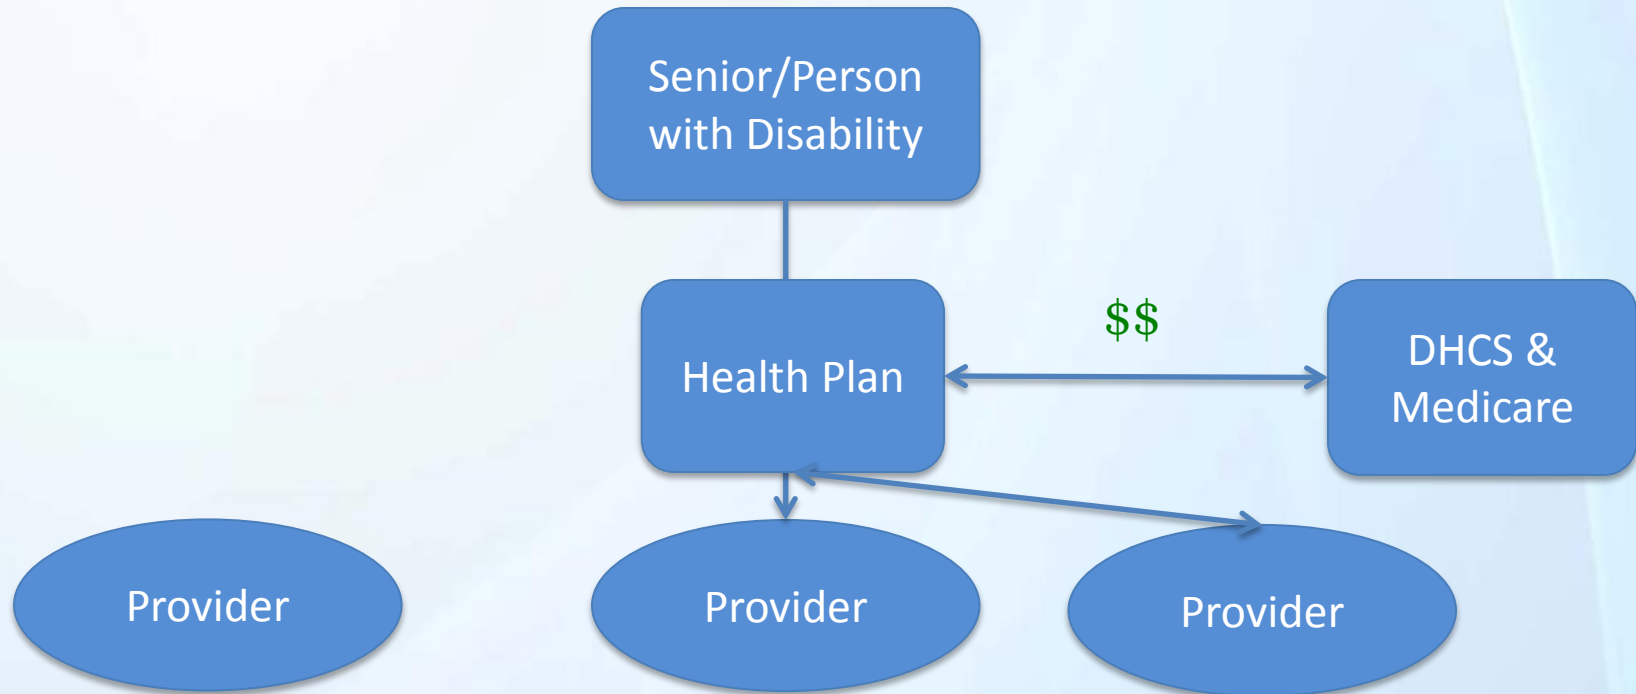 Senior/Person
with Disability
$$
Health Plan
DHCS &
Medicare
Provider
Provider
Provider